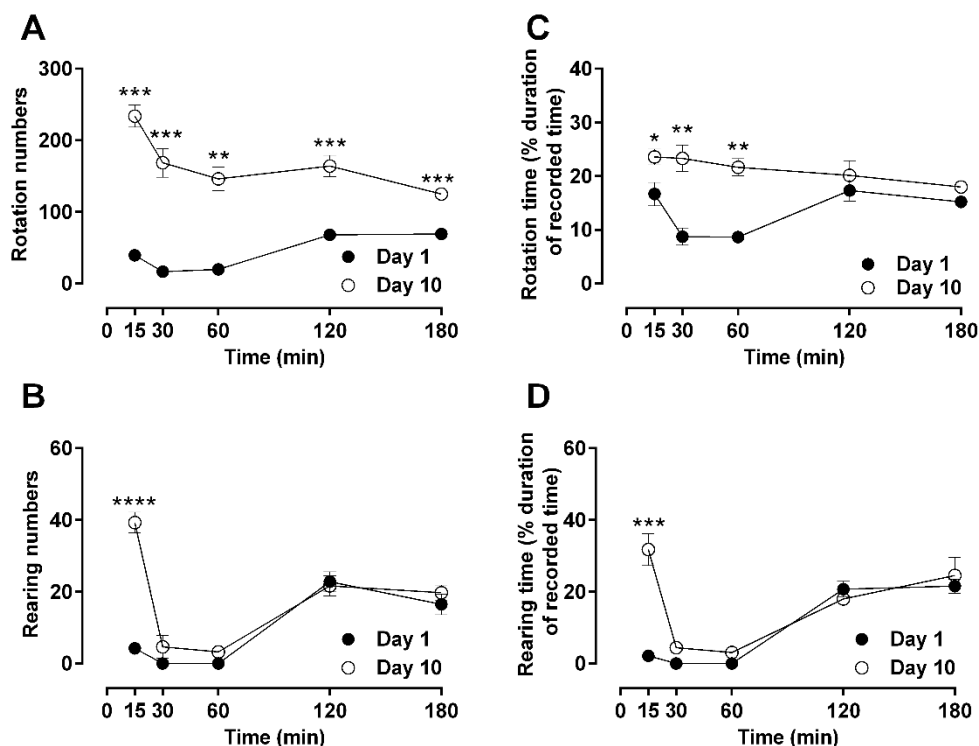 A
Rotation numbers
300
200
100
0
***
***
**
***
***
Day 1
Day 10
0 15 30 60 120 180
Time (min)
C
Rotation time (% duration
of recorded time)
40
30
20
10
0
*
**
**
Day 1
Day 10
0 15 30 60 120 180
Time (min)
B
Rearing numbers
60
40
20
0
****
Day 1
Day 10
0 15 30 60 120 180
Time (min)
D
Rearing time (% duration
of recorded time)
60
40
20
0
***
Day 1
Day 10
0 15 30 60 120 180
Time (min)